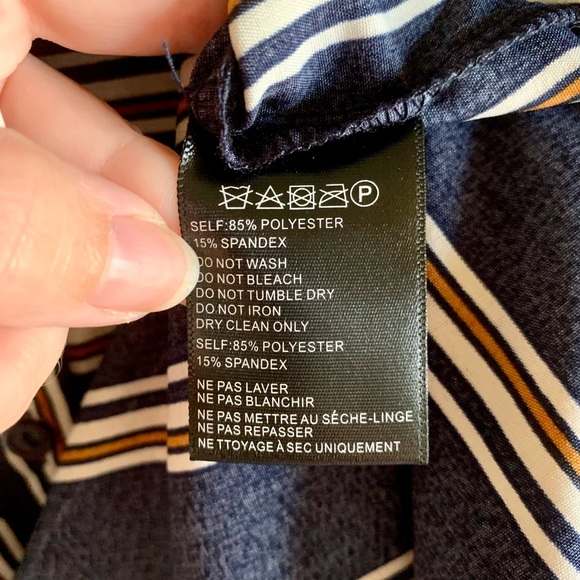 P
SELF:85% POLYESTER
15% SPANDEX
DO NOT WASH
DO NOT BLEACH
DO NOT TUMBLE DRY
DO NOT IRON
DRY CLEAN ONLY
SELF:85% POLYESTER
15% SPANDEX
NE PAS LAVER
NE PAS BLANCHIR
NE PAS METTRE AU SÈCHE-LINGE
NE PAS REPASSER
NETTOYAGE À SEC UNIQUEMENT